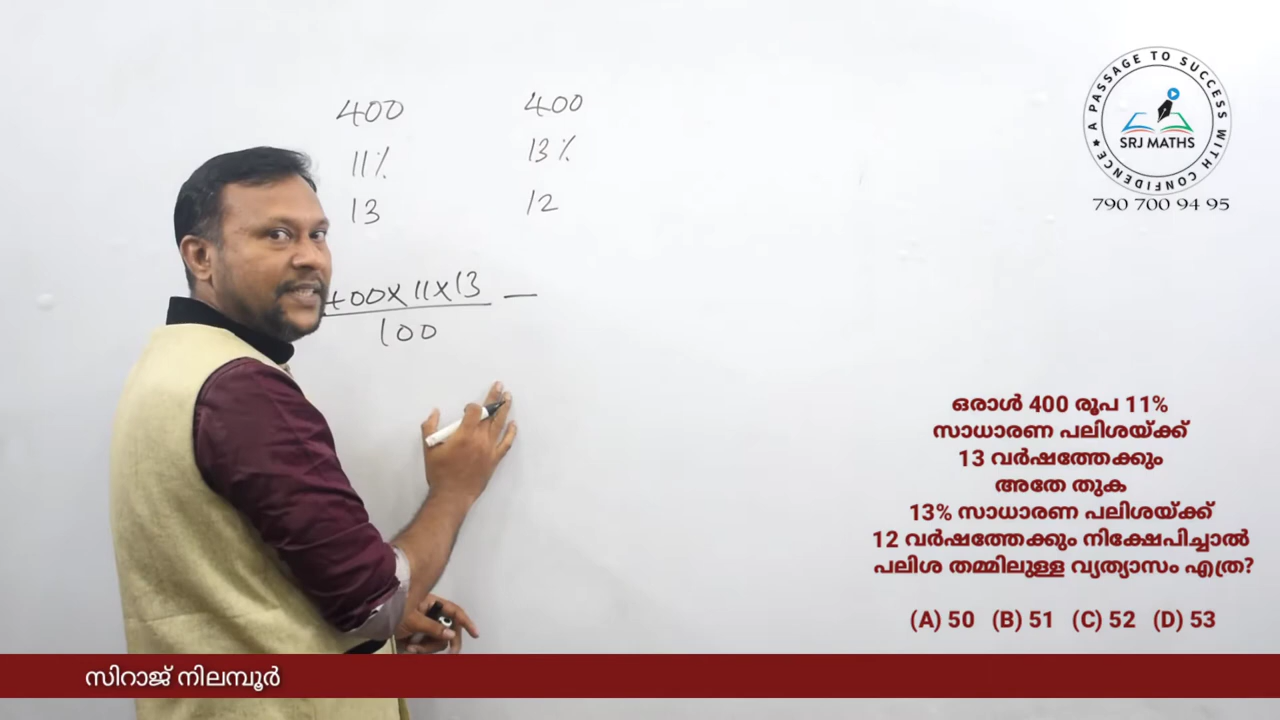 400 400
11% 13%
13 12
400×11×13 —
100
A PASSAGE TO SUCCESS WITH CONFIDENCE ★
SRJ MATHS
790 700 94 95
ഒരാൾ 400 രൂപ 11%
സാധാരണ പലിശയ്ക്ക്
13 വർഷത്തേക്കും
അതേ തുക
13% സാധാരണ പലിശയ്ക്ക്
12 വർഷത്തേക്കും നിക്ഷേപിച്ചാൽ
പലിശ തമ്മിലുള്ള വ്യത്യാസം എത്ര?
(A) 50 (B) 51 (C) 52 (D) 53
സിറാജ് നിലമ്പൂർ